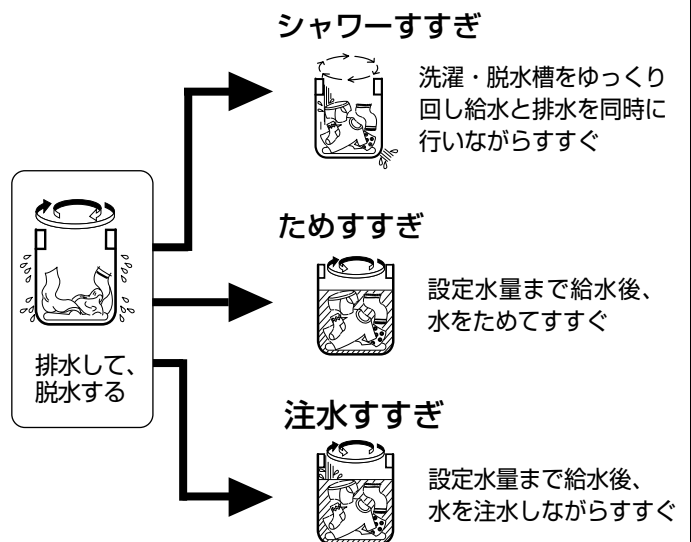 シャワーすすぎ
洗濯・脱水槽をゆっくり
回し給水と排水を同時に
行いながらすすぐ
排水して、
脱水する
ためすすぎ
設定水量まで給水後、
水をためてすすぐ
注水すすぎ
設定水量まで給水後、
水を注水しながらすすぐ